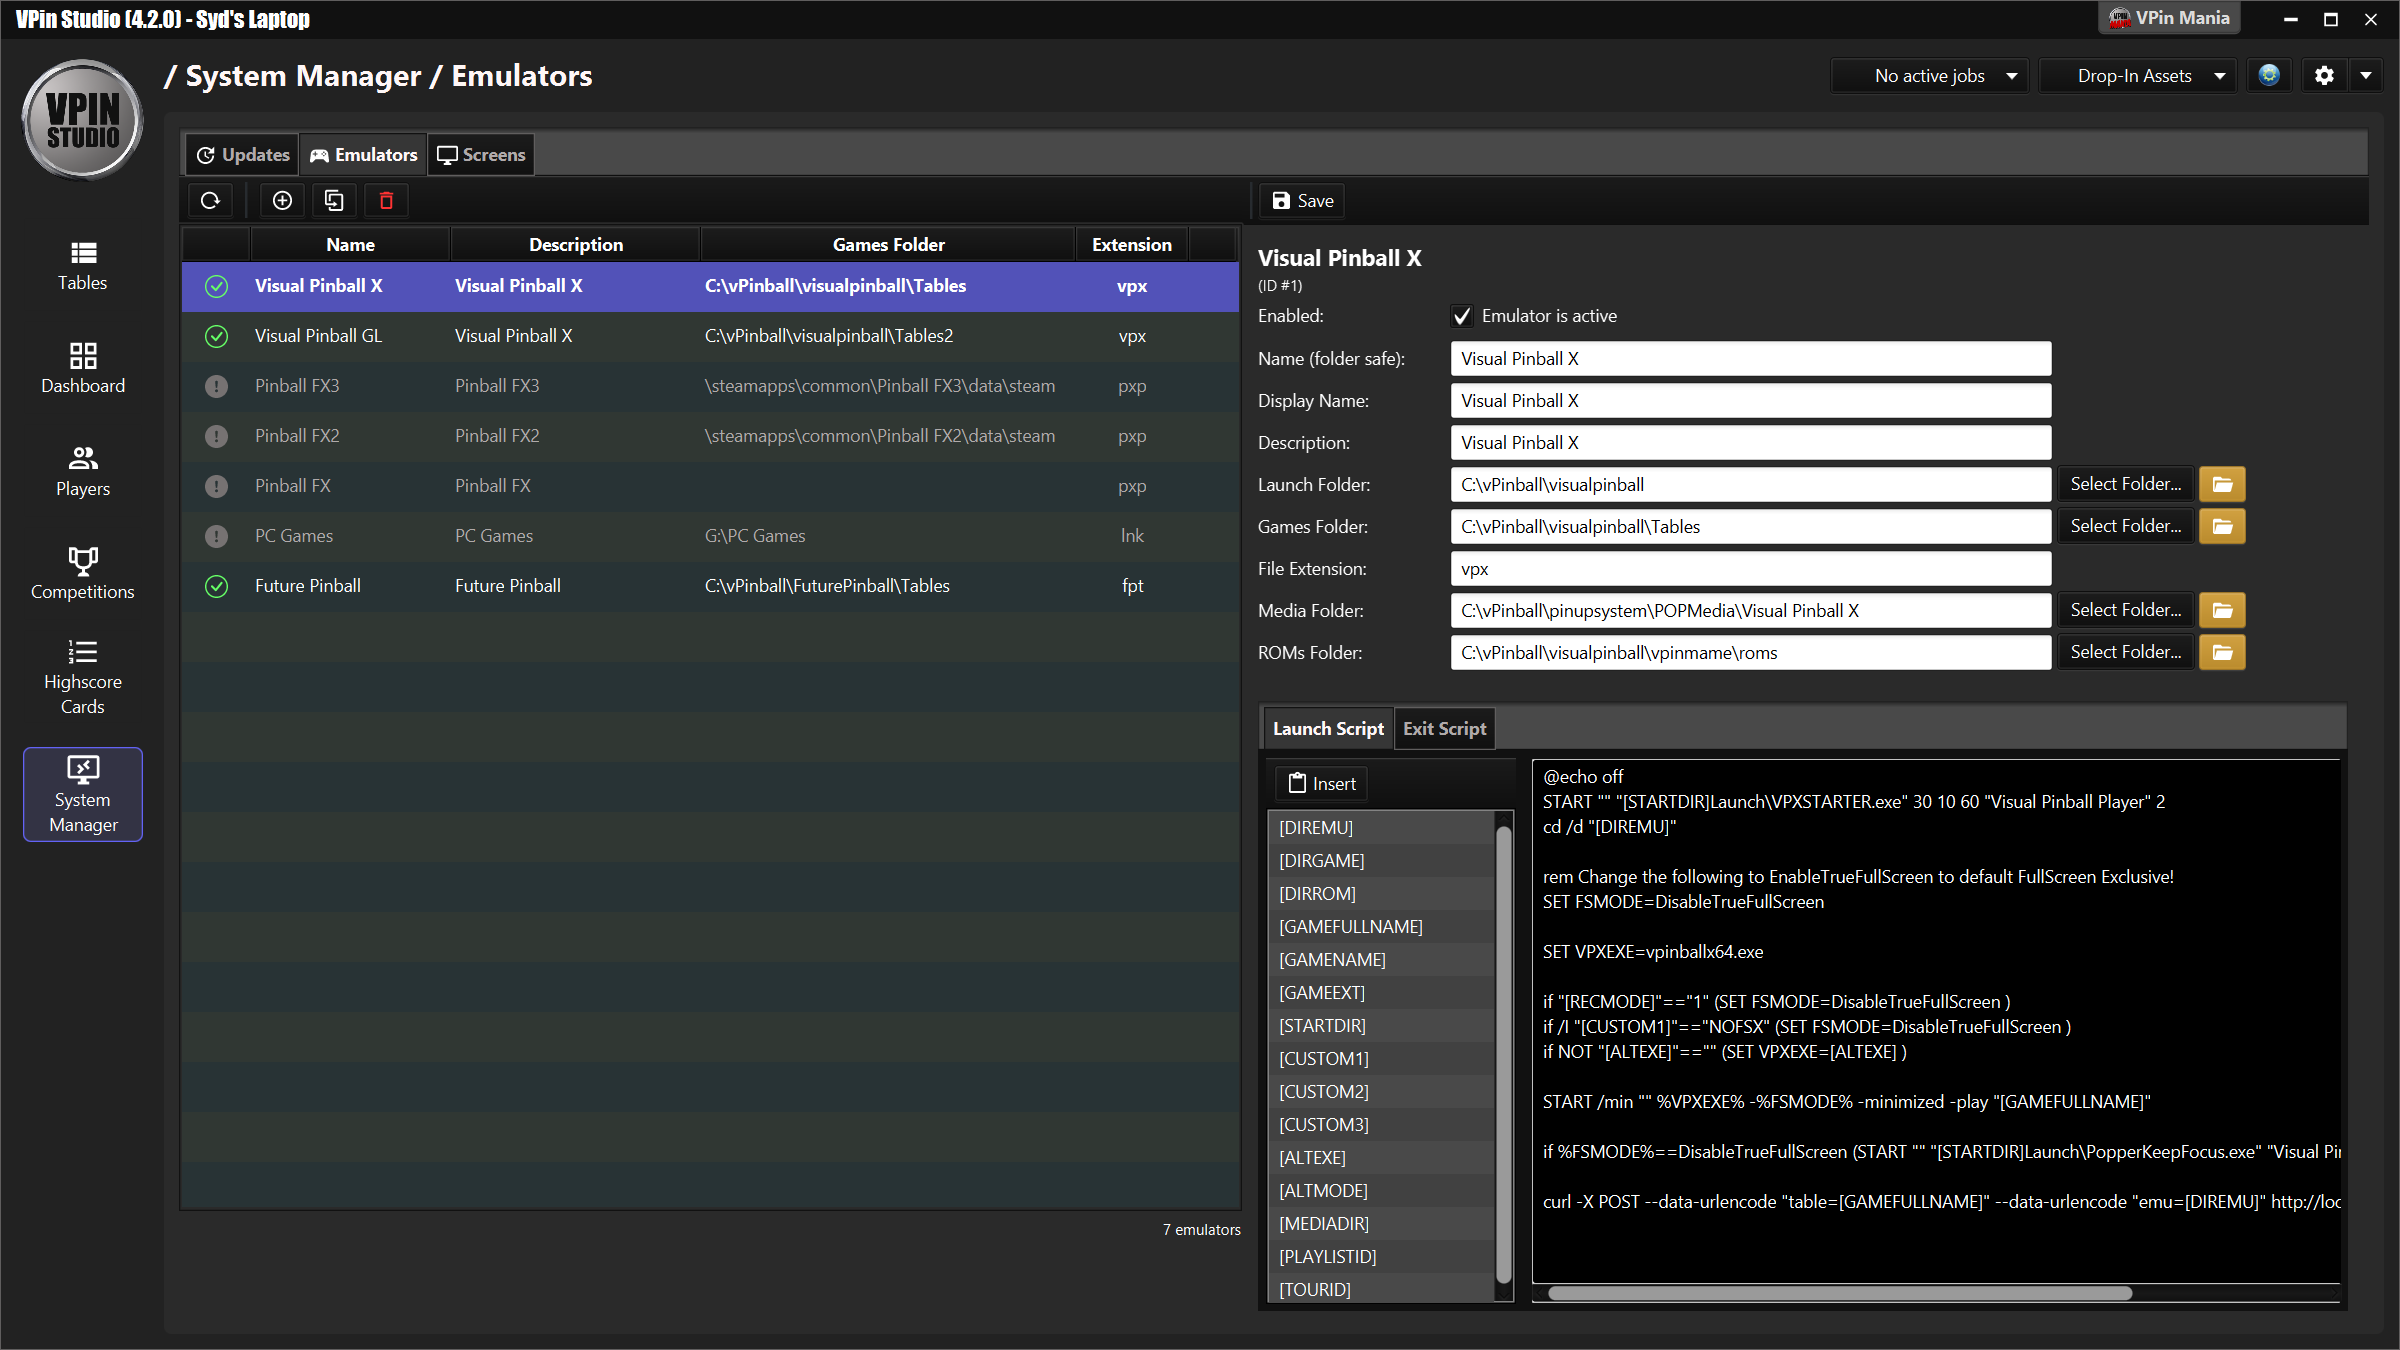 VPin Studio (4.2.0) - Syd's Laptop
VPin Mania
VPIN STUDIO
/ System Manager / Emulators
No active jobs
Drop-In Assets
Updates Emulators Screens
Save
Tables
Dashboard
Players
Competitions
Highscore Cards
System Manager
Name Description Games Folder Extension
Visual Pinball X Visual Pinball X C:\vPinball\visualpinball\Tables vpx
Visual Pinball GL Visual Pinball X C:\vPinball\visualpinball\Tables2 vpx
Pinball FX3 Pinball FX3 \steamapps\common\Pinball FX3\data\steam pxp
Pinball FX2 Pinball FX2 \steamapps\common\Pinball FX2\data\steam pxp
Pinball FX Pinball FX pxp
PC Games PC Games G:\PC Games lnk
Future Pinball Future Pinball C:\vPinball\FuturePinball\Tables fpt
7 emulators
Visual Pinball X
(ID #1)
Enabled: Emulator is active
Name (folder safe): Visual Pinball X
Display Name: Visual Pinball X
Description: Visual Pinball X
Launch Folder: C:\vPinball\visualpinball Select Folder...
Games Folder: C:\vPinball\visualpinball\Tables Select Folder...
File Extension: vpx
Media Folder: C:\vPinball\pinupsystem\POPMedia\Visual Pinball X Select Folder...
ROMs Folder: C:\vPinball\visualpinball\vpinmame\roms Select Folder...
Launch Script Exit Script
Insert
[DIREMU]
[DIRGAME]
[DIRROM]
[GAMEFULLNAME]
[GAMENAME]
[GAMEEXT]
[STARTDIR]
[CUSTOM1]
[CUSTOM2]
[CUSTOM3]
[ALTEXE]
[ALTMODE]
[MEDIADIR]
[PLAYLISTID]
[TOURID]
@echo off
START "" "[STARTDIR]Launch\VPXSTARTER.exe" 30 10 60 "Visual Pinball Player" 2
cd /d "[DIREMU]"
rem Change the following to EnableTrueFullScreen to default FullScreen Exclusive!
SET FSMODE=DisableTrueFullScreen
SET VPXEXE=vpinballx64.exe
if "[RECMODE]"=="1" (SET FSMODE=DisableTrueFullScreen )
if /I "[CUSTOM1]"=="NOFSX" (SET FSMODE=DisableTrueFullScreen )
if NOT "[ALTEXE]"=="" (SET VPXEXE=[ALTEXE] )
START /min "" %VPXEXE% -%FSMODE% -minimized -play "[GAMEFULLNAME]"
if %FSMODE%==DisableTrueFullScreen (START "" "[STARTDIR]Launch\PopperKeepFocus.exe" "Visual Pi
curl -X POST --data-urlencode "table=[GAMEFULLNAME]" --data-urlencode "emu=[DIREMU]" http://loc